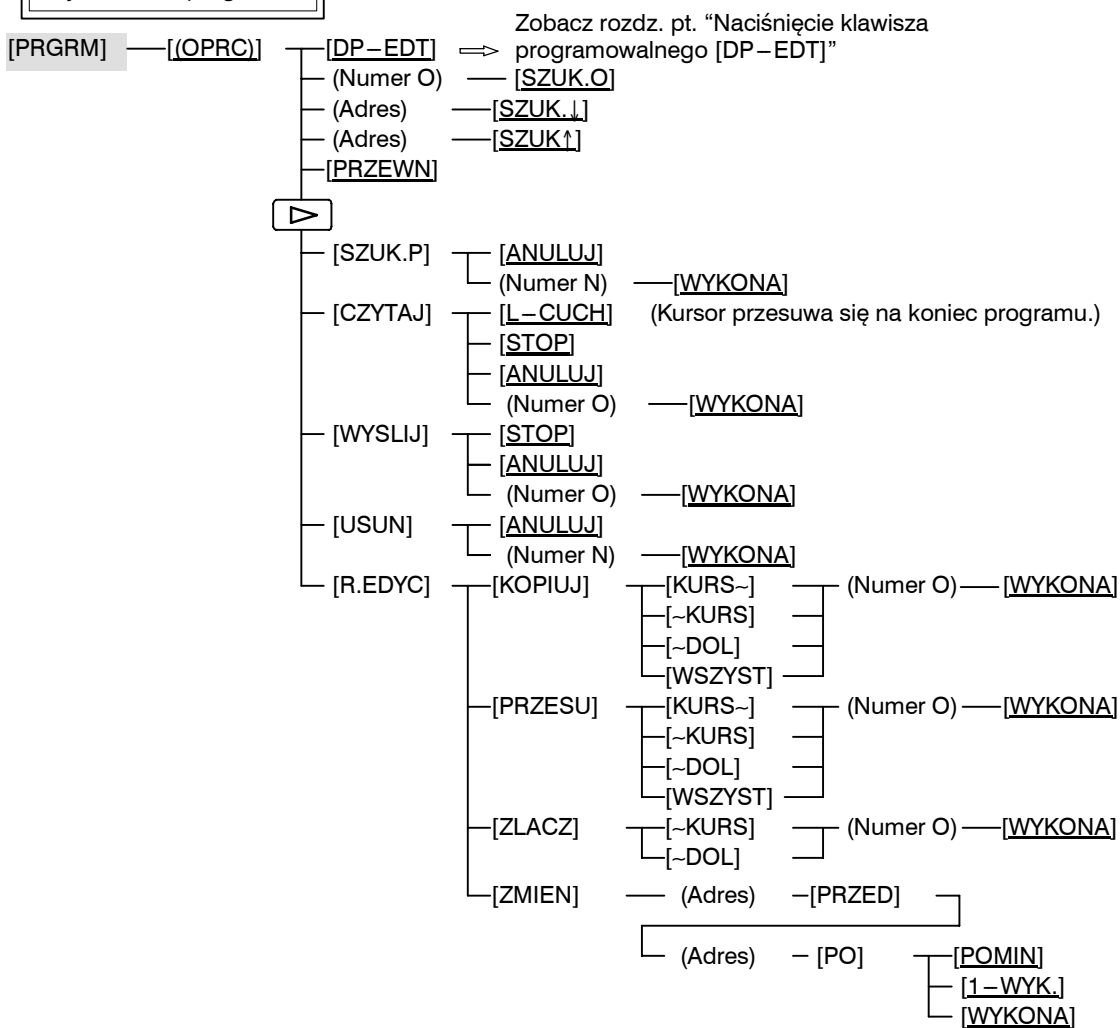 Zobacz rozdz. pt. “Naciśnięcie klawisza
[PRGRM] [(OPRC)] [DP–EDT] programowalnego [DP–EDT]”
(Numer O) [SZUK.O]
(Adres) [SZUK.↓]
(Adres) [SZUK↑]
[PRZEWN]
[SZUK.P] [ANULUJ]
(Numer N) [WYKONA]
[CZYTAJ] [L–CUCH] (Kursor przesuwa się na koniec programu.)
[STOP]
[ANULUJ]
(Numer O) [WYKONA]
[WYSLIJ] [STOP]
[ANULUJ]
(Numer O) [WYKONA]
[USUN] [ANULUJ]
(Numer N) [WYKONA]
[R.EDYC] [KOPIUJ] [KURS~] (Numer O) [WYKONA]
[~KURS]
[~DOL]
[WSZYST]
[PRZESU] [KURS~] (Numer O) [WYKONA]
[~KURS]
[~DOL]
[WSZYST]
[ZLACZ] [~KURS] (Numer O) [WYKONA]
[~DOL]
[ZMIEN] (Adres) [PRZED]
(Adres) [PO] [POMIN]
[1–WYK.]
[WYKONA]